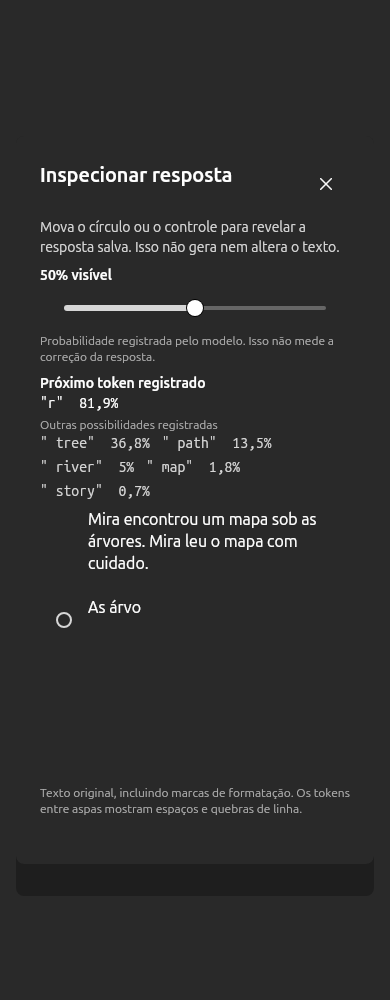 Inspecionar resposta
Mova o círculo ou o controle para revelar a
resposta salva. Isso não gera nem altera o texto.
50% visível
Probabilidade registrada pelo modelo. Isso não mede a
correção da resposta.
Próximo token registrado
"r"  81,9%
Outras possibilidades registradas
" tree"  36,8%  " path"  13,5%
" river"  5%  " map"  1,8%
" story"  0,7%
Mira encontrou um mapa sob as
árvores. Mira leu o mapa com
cuidado.
As árvo
Texto original, incluindo marcas de formatação. Os tokens
entre aspas mostram espaços e quebras de linha.